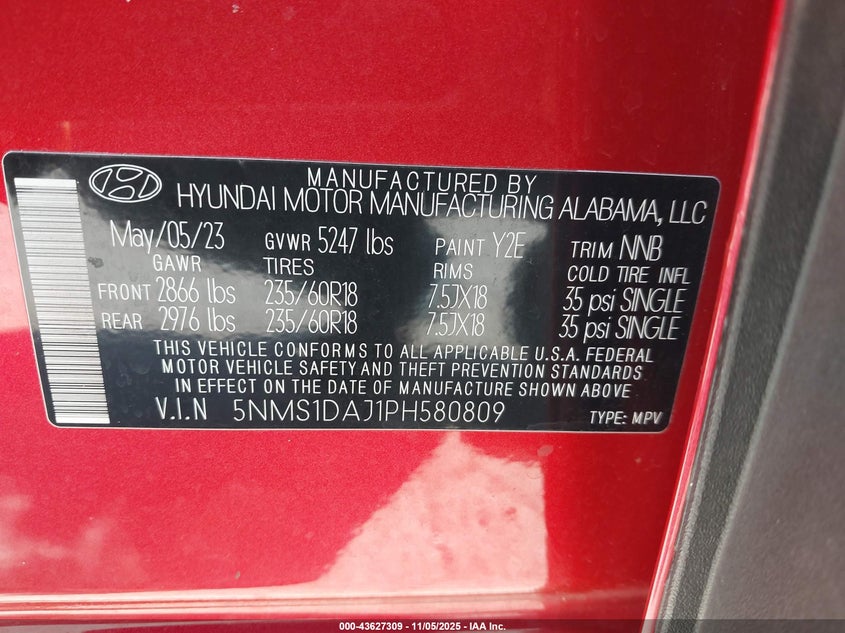 MANUFACTURED BY
HYUNDAI MOTOR MANUFACTURING ALABAMA, LLC
May/05/23 GVWR 5247 lbs PAINT Y2E TRIM NNB
GAWR TIRES RIMS COLD TIRE INFL
FRONT 2866 lbs 235/60R18 7.5JX18 35 psi SINGLE
REAR 2976 lbs 235/60R18 7.5JX18 35 psi SINGLE
THIS VEHICLE CONFORMS TO ALL APPLICABLE U.S.A. FEDERAL
MOTOR VEHICLE SAFETY AND THEFT PREVENTION STANDARDS
IN EFFECT ON THE DATE OF MANUFACTURE SHOWN ABOVE
V.I.N 5NMS1DAJ1PH580809 TYPE: MPV
000-43627309 - 11/05/2025 - IAA Inc.